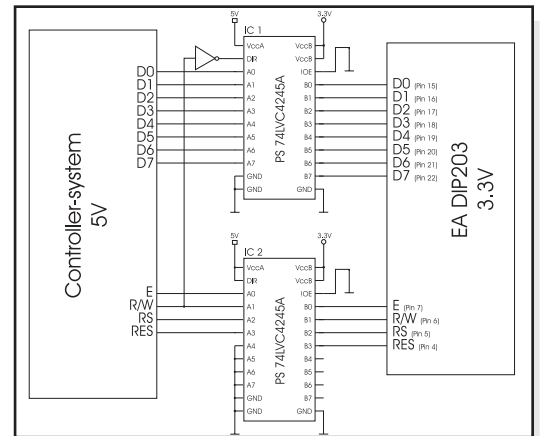 5V
3.3V
IC 1
Controller-system
5V
D0
D1
D2
D3
D4
D5
D6
D7
E
R/W
RS
RES
PS 74LVC4245A
VccA
DIR
A0
A1
A2
A3
A4
A5
A6
A7
GND
GND
VccB
VccB
!OE
B0
B1
B2
B3
B4
B5
B6
B7
GND
EA DIP203
3.3V
D0 (Pin 15)
D1 (Pin 16)
D2 (Pin 17)
D3 (Pin 18)
D4 (Pin 19)
D5 (Pin 20)
D6 (Pin 21)
D7 (Pin 22)
E (Pin 7)
R/W (Pin 6)
RS (Pin 5)
RES (Pin 4)
5V
3.3V
IC 2
PS 74LVC4245A
VccA
DIR
A0
A1
A2
A3
A4
A5
A6
A7
GND
GND
VccB
VccB
!OE
B0
B1
B2
B3
B4
B5
B6
B7
GND